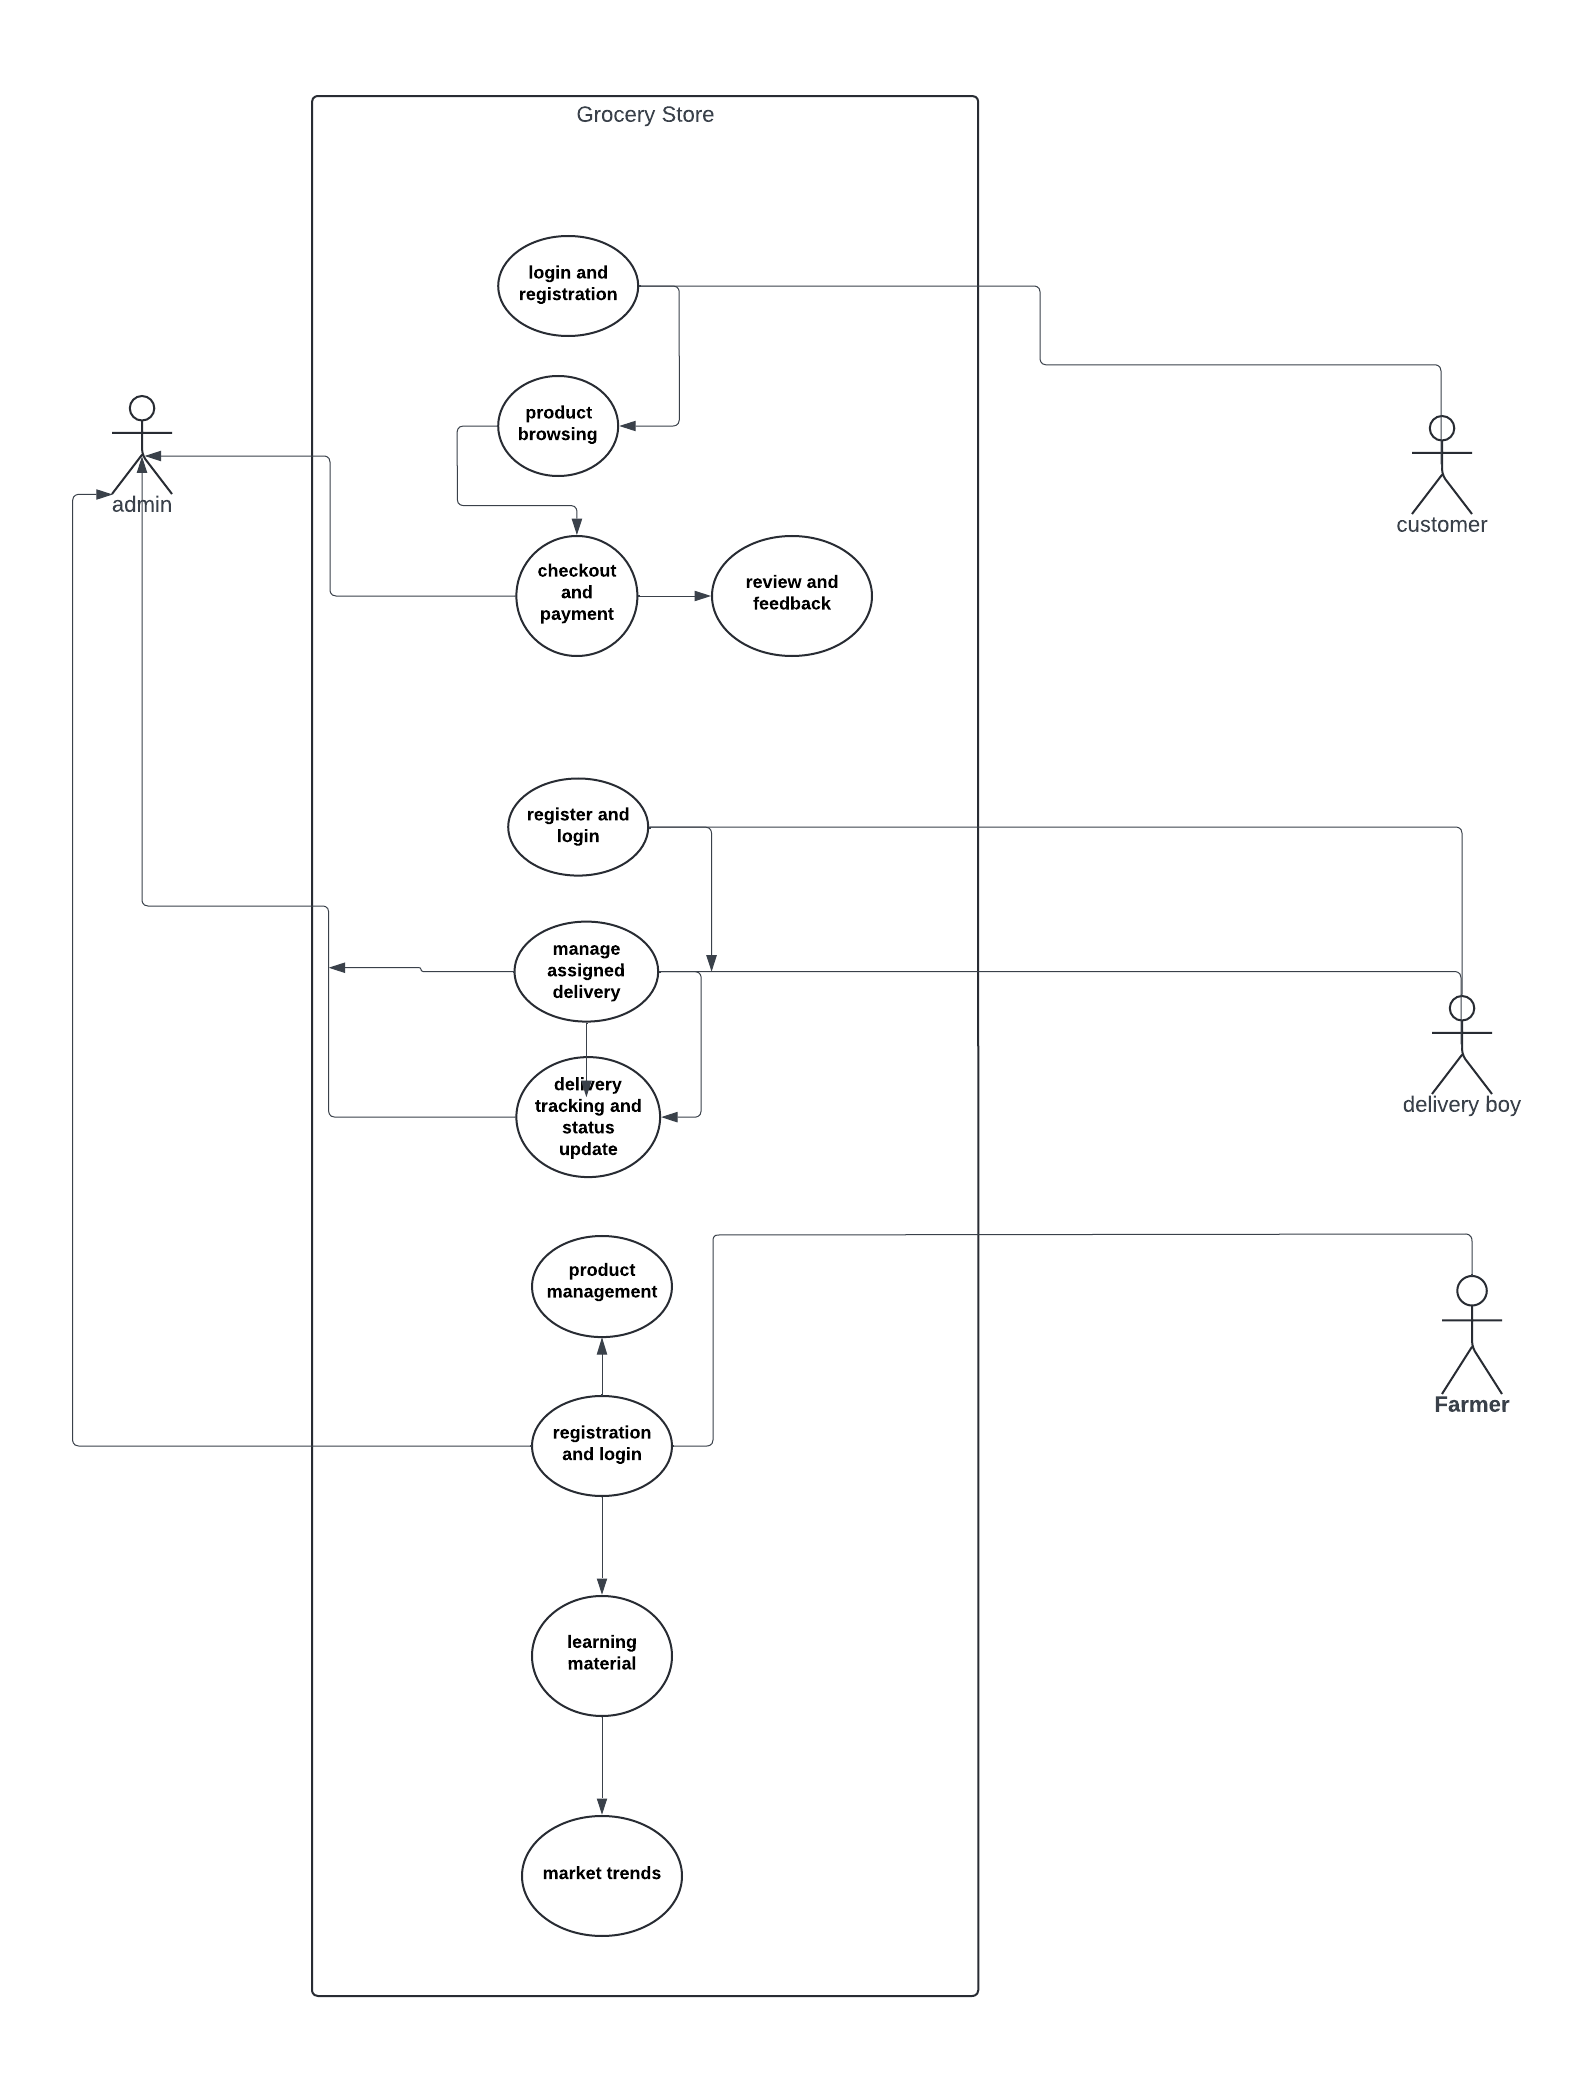 Grocery Store
login and
registration
product
browsing
admin
customer
checkout
and
payment
review and
feedback
register and
login
manage
assigned
delivery
delivery
tracking and
status
update
delivery boy
product
management
Farmer
registration
and login
learning
material
market trends